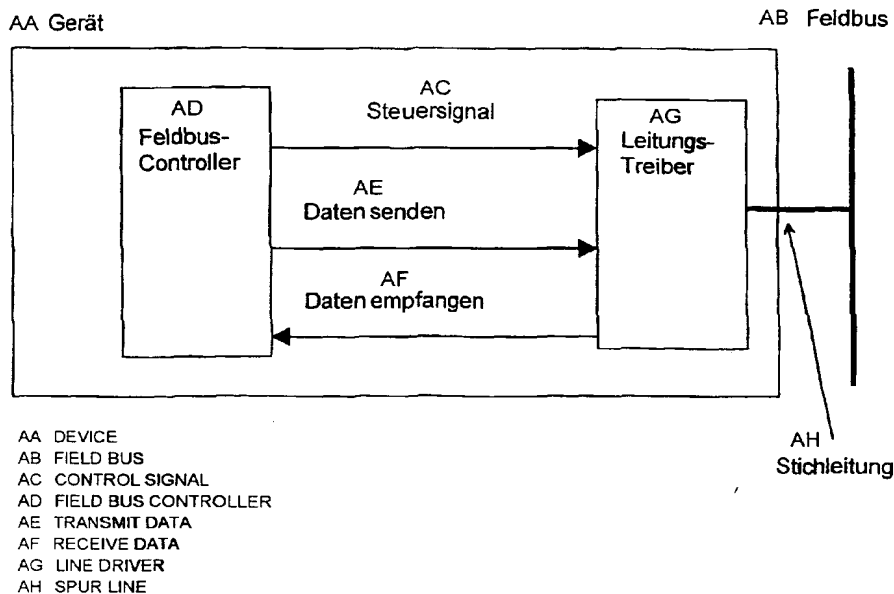 AA Gerät
AB Feldbus
AC
Steuersignal
AD
Feldbus-
Controller
AG
Leitungs-
Treiber
AE
Daten senden
AF
Daten empfangen
AH
Stichleitung
AA DEVICE
AB FIELD BUS
AC CONTROL SIGNAL
AD FIELD BUS CONTROLLER
AE TRANSMIT DATA
AF RECEIVE DATA
AG LINE DRIVER
AH SPUR LINE